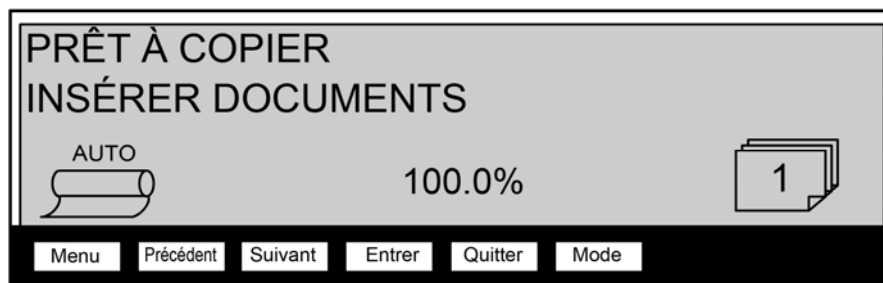 PRÊT À COPIER
INSÉRER DOCUMENTS
AUTO
100.0%
1
Menu Précédent Suivant Entrer Quitter Mode